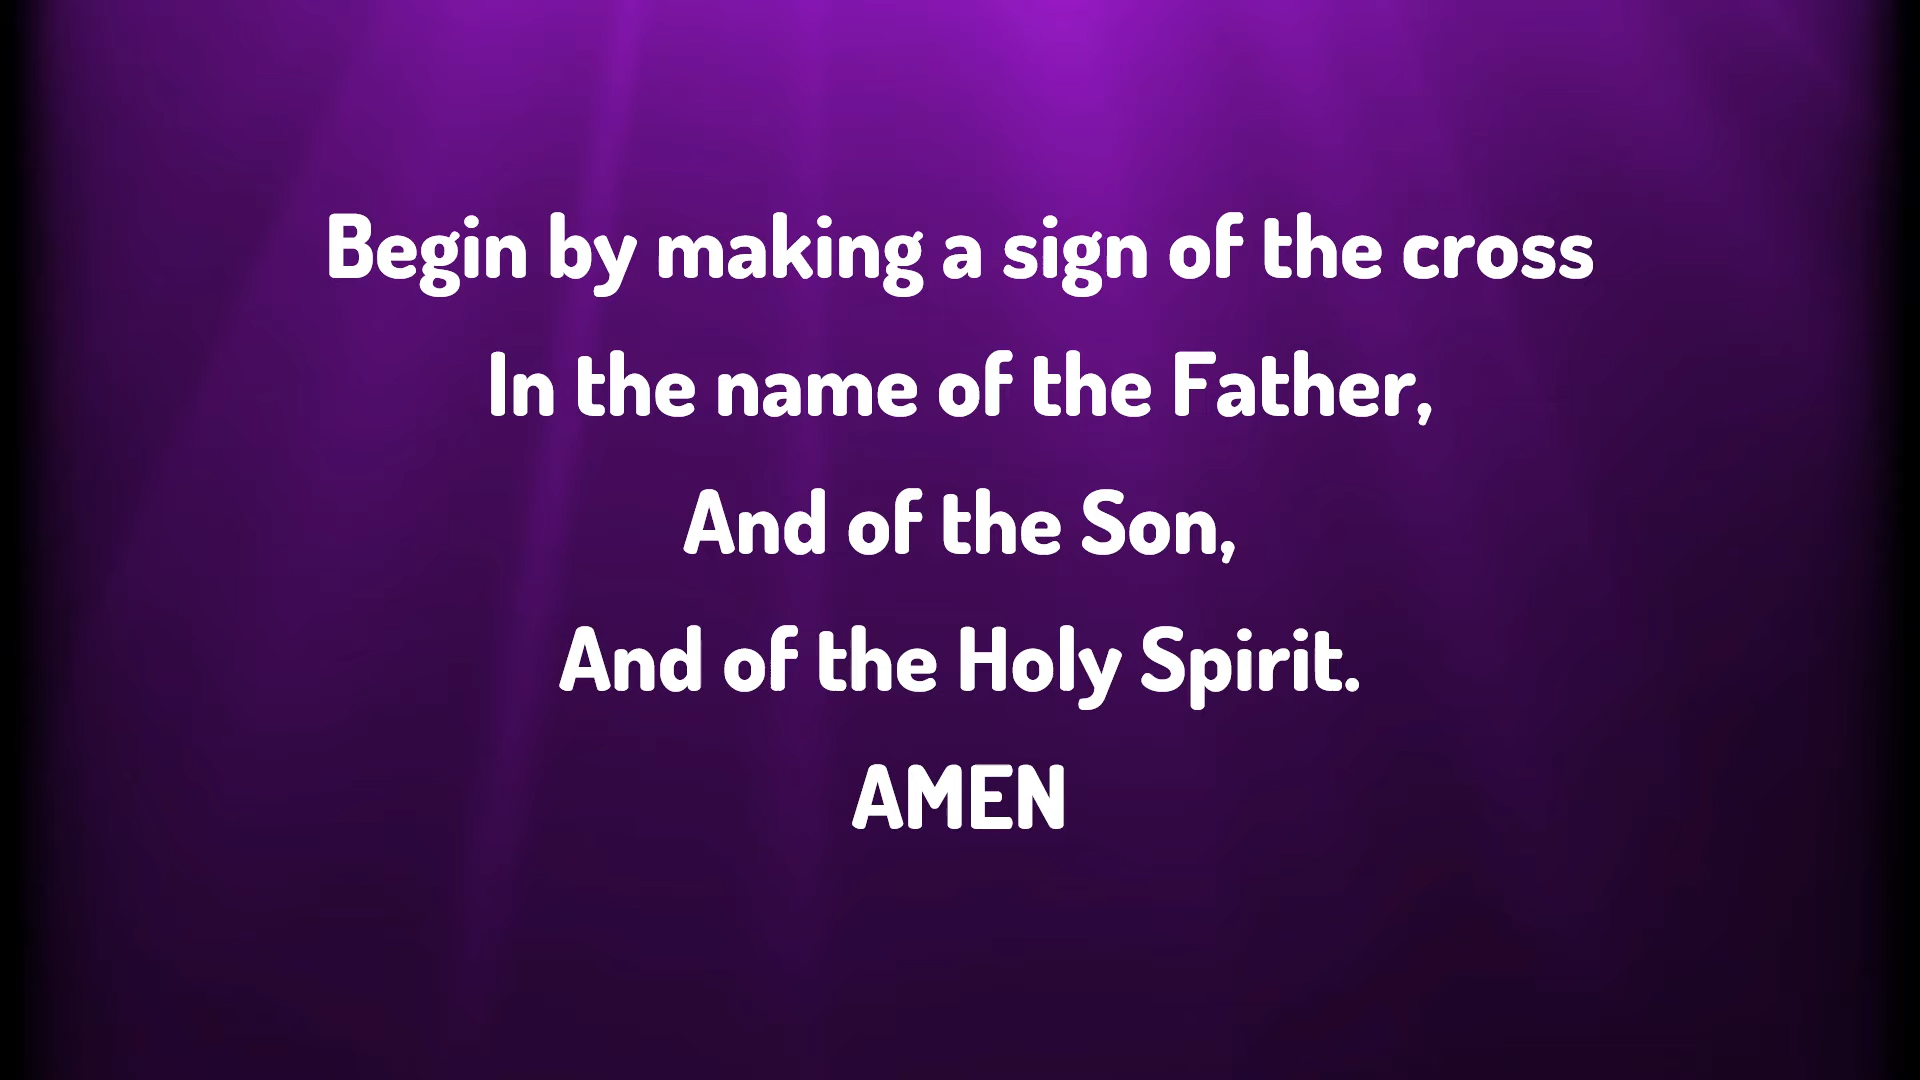 Begin by making a sign of the cross
In the name of the Father,
And of the Son,
And of the Holy Spirit.
AMEN